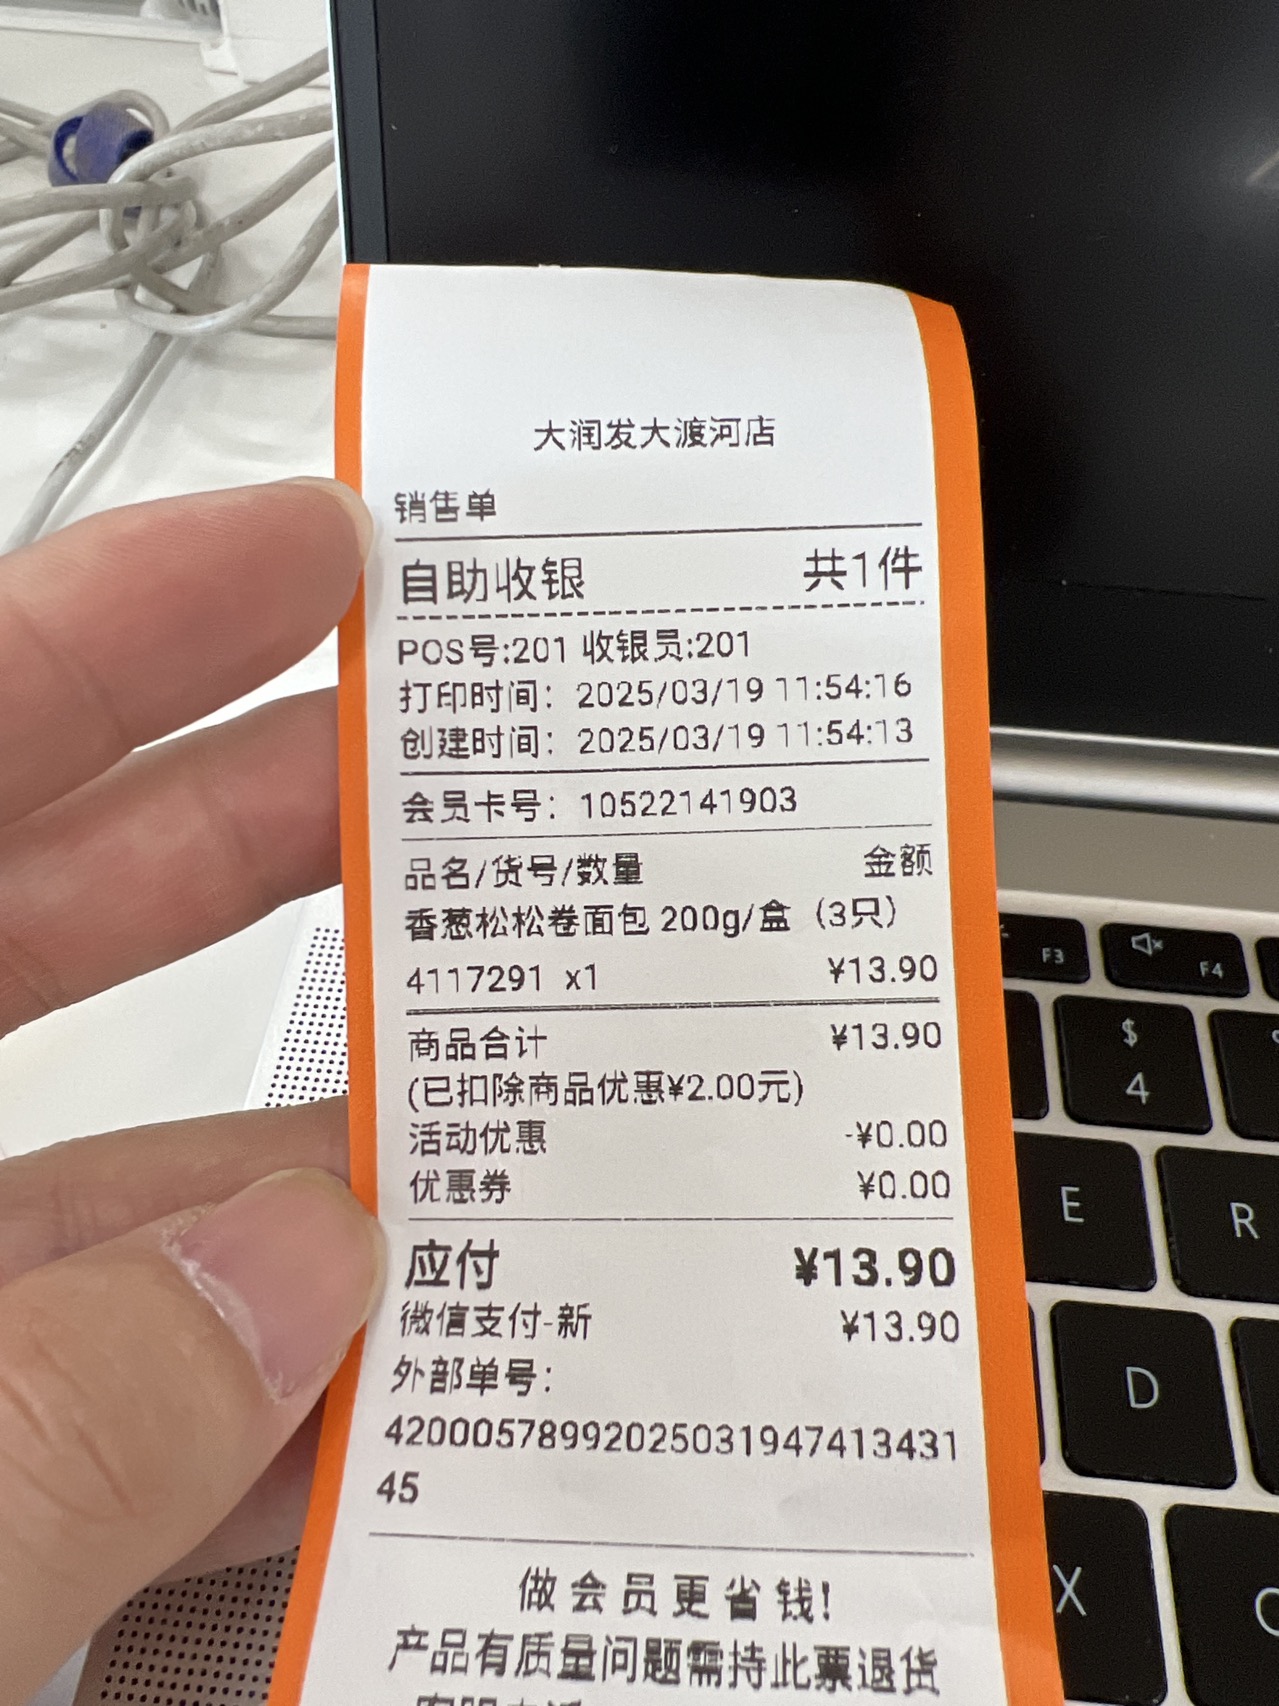 大润发大渡河店
销售单
自助收银 共1件
POS号:201 收银员:201
打印时间：2025/03/19 11:54:16
创建时间：2025/03/19 11:54:13
会员卡号：10522141903
品名/货号/数量 金额
香葱松松卷面包 200g/盒（3只）
4117291 x1 ¥13.90
商品合计 ¥13.90
(已扣除商品优惠¥2.00元)
活动优惠 -¥0.00
优惠券 ¥0.00
应付 ¥13.90
微信支付-新 ¥13.90
外部单号：
42000578992025031947413431
45
做会员更省钱!
产品有质量问题需持此票退货
F3
F4
$
4
E
R
D
X